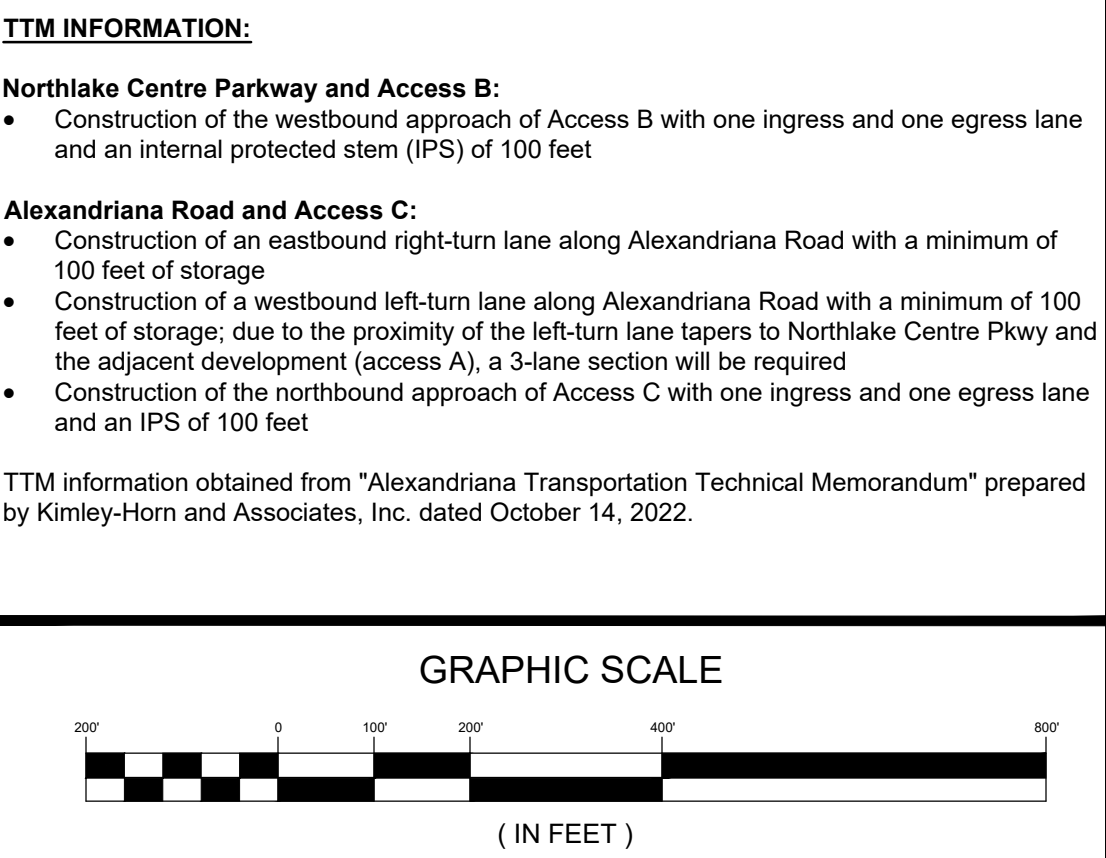 TTM INFORMATION:
Northlake Centre Parkway and Access B:
• Construction of the westbound approach of Access B with one ingress and one egress lane
and an internal protected stem (IPS) of 100 feet
Alexandriana Road and Access C:
• Construction of an eastbound right-turn lane along Alexandriana Road with a minimum of
100 feet of storage
• Construction of a westbound left-turn lane along Alexandriana Road with a minimum of 100
feet of storage; due to the proximity of the left-turn lane tapers to Northlake Centre Pkwy and
the adjacent development (access A), a 3-lane section will be required
• Construction of the northbound approach of Access C with one ingress and one egress lane
and an IPS of 100 feet
TTM information obtained from "Alexandriana Transportation Technical Memorandum" prepared
by Kimley-Horn and Associates, Inc. dated October 14, 2022.
GRAPHIC SCALE
200' 0 100' 200' 400' 800'
( IN FEET )